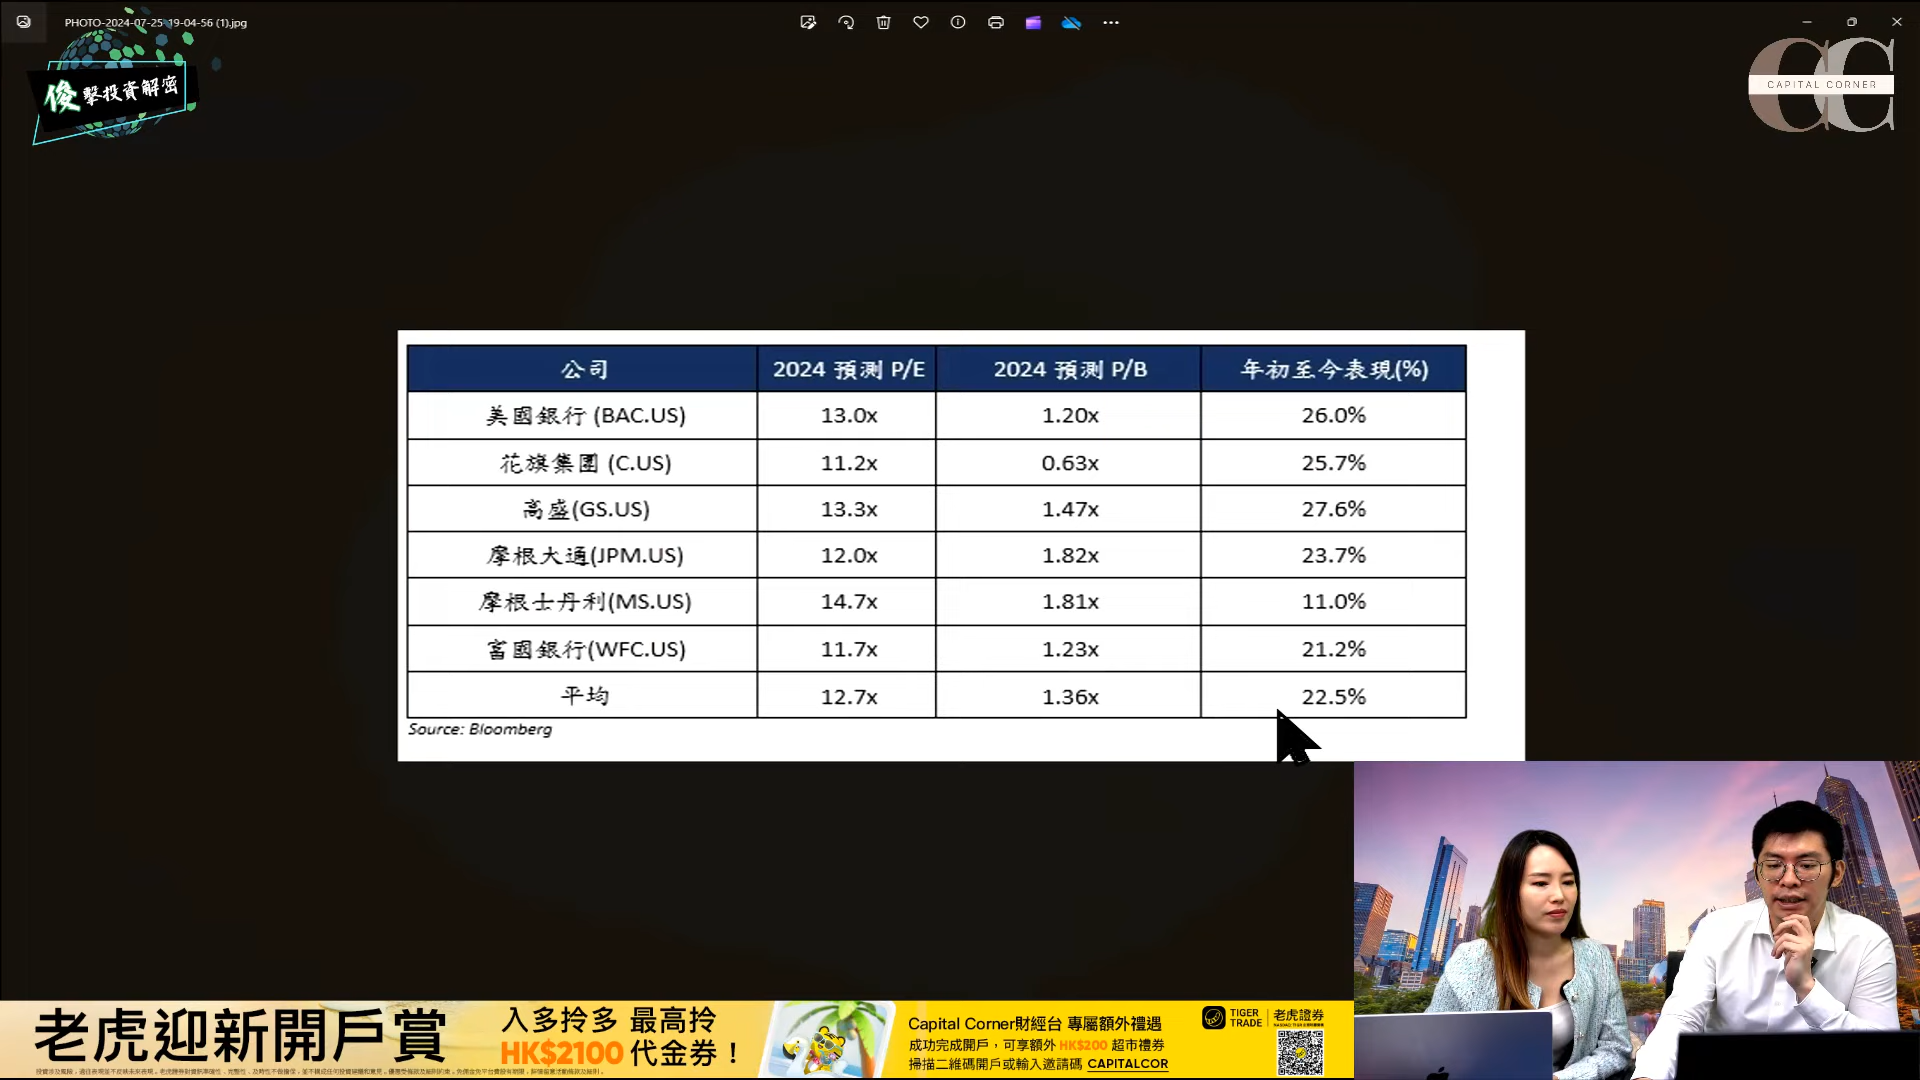 PHOTO-2024-07-25-19-04-56 (1).jpg
俊擊投資解密
CAPITAL CORNER
公司 2024 預測 P/E 2024 預測 P/B 年初至今表現(%)
美國銀行 (BAC.US) 13.0x 1.20x 26.0%
花旗集團 (C.US) 11.2x 0.63x 25.7%
高盛(GS.US) 13.3x 1.47x 27.6%
摩根大通(JPM.US) 12.0x 1.82x 23.7%
摩根士丹利(MS.US) 14.7x 1.81x 11.0%
富國銀行(WFC.US) 11.7x 1.23x 21.2%
平均 12.7x 1.36x 22.5%
Source: Bloomberg
老虎迎新開戶賞
入多拎多 最高拎
HK$2100 代金券！
Capital Corner財經台 專屬額外禮遇
成功完成開戶，可享額外 HK$200 超市禮券
掃描二維碼開戶或輸入邀請碼 CAPITALCOR
TIGER TRADE 老虎證券